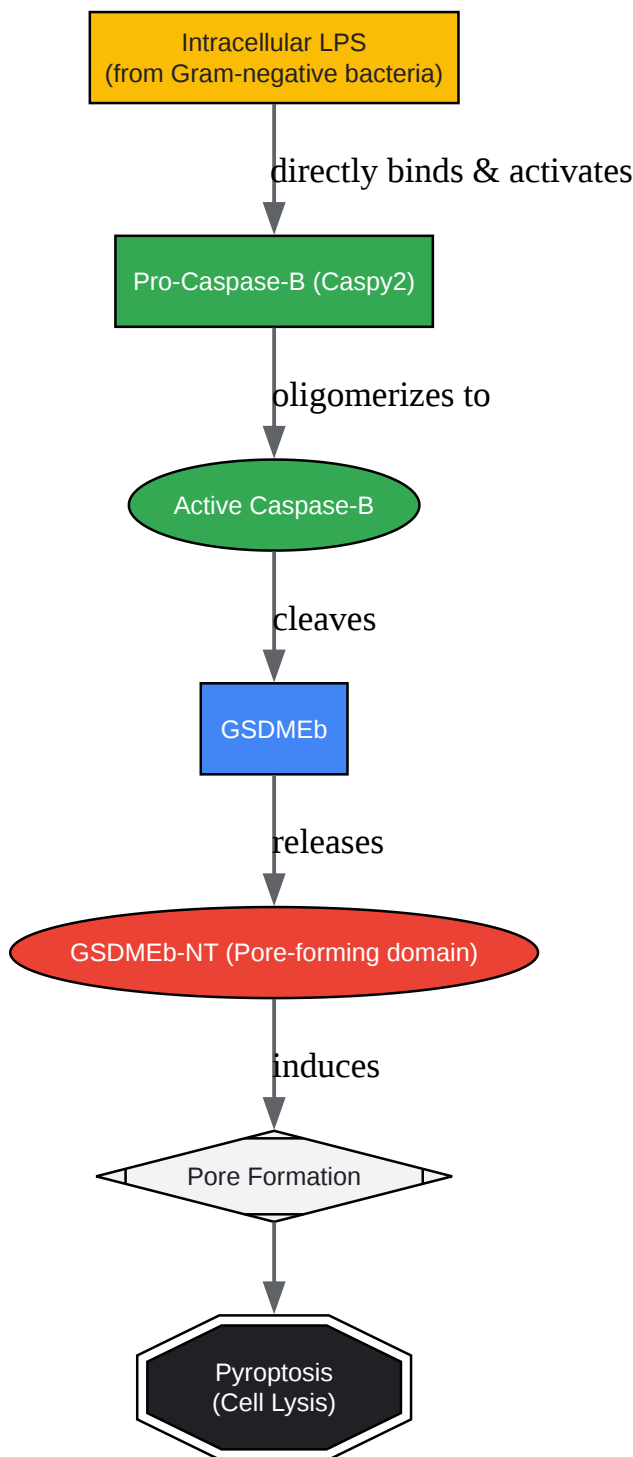 Intracellular LPS
(from Gram-negative bacteria)
directly binds & activates
Pro-Caspase-B (Caspy2)
oligomerizes to
Active Caspase-B
cleaves
GSDMEb
releases
GSDMEb-NT (Pore-forming domain)
induces
Pore Formation
Pyroptosis
(Cell Lysis)